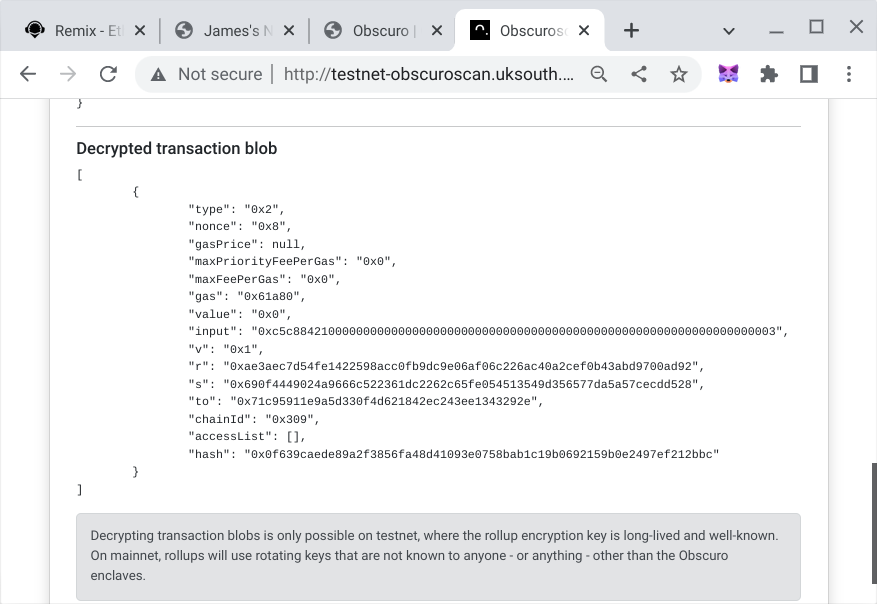 Remix - Et
James's N
Obscuro |
Obscuros
Not secure | http://testnet-obscuroscan.uksouth....
}
Decrypted transaction blob
[
{
"type": "0x2",
"nonce": "0x8",
"gasPrice": null,
"maxPriorityFeePerGas": "0x0",
"maxFeePerGas": "0x0",
"gas": "0x61a80",
"value": "0x0",
"input": "0xc5c88421000000000000000000000000000000000000000000000000000000000000000003",
"v": "0x1",
"r": "0xae3aec7d54fe1422598acc0fb9dc9e06af06c226ac40a2cef0b43abd9700ad92",
"s": "0x690f4449024a9666c522361dc2262c65fe054513549d356577da5a57cecdd528",
"to": "0x71c95911e9a5d330f4d621842ec243ee1343292e",
"chainId": "0x309",
"accessList": [],
"hash": "0x0f639caede89a2f3856fa48d41093e0758bab1c19b0692159b0e2497ef212bbc"
}
]
Decrypting transaction blobs is only possible on testnet, where the rollup encryption key is long-lived and well-known.
On mainnet, rollups will use rotating keys that are not known to anyone - or anything - other than the Obscuro
enclaves.